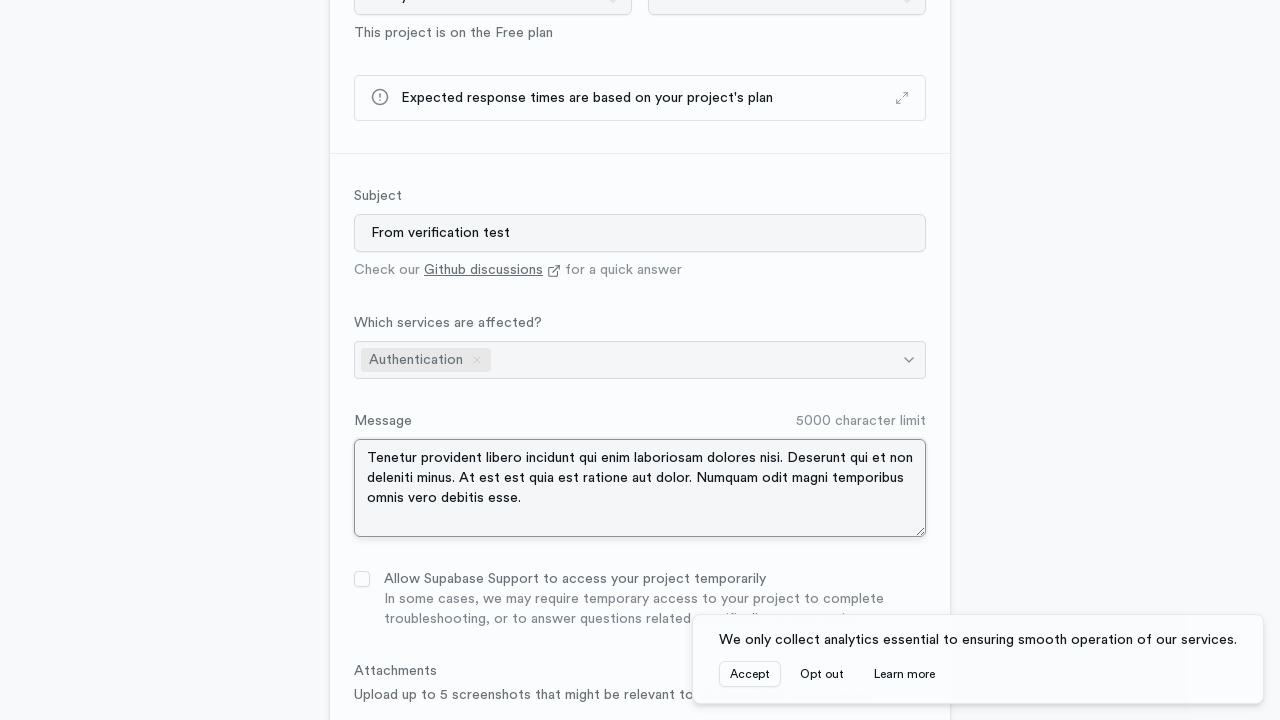 This project is on the Free plan
Expected response times are based on your project's plan
Subject
From verification test
Check our Github discussions for a quick answer
Which services are affected?
Authentication
Message
5000 character limit
Tenetur provident libero incidunt qui enim laboriosam dolores nisi. Deserunt qui et non
deleniti minus. At est est quia est ratione aut dolor. Numquam odit magni temporibus
omnis vero debitis esse.
Allow Supabase Support to access your project temporarily
In some cases, we may require temporary access to your project to complete
troubleshooting, or to answer questions related
We only collect analytics essential to ensuring smooth operation of our services.
Accept
Opt out
Learn more
Attachments
Upload up to 5 screenshots that might be relevant to